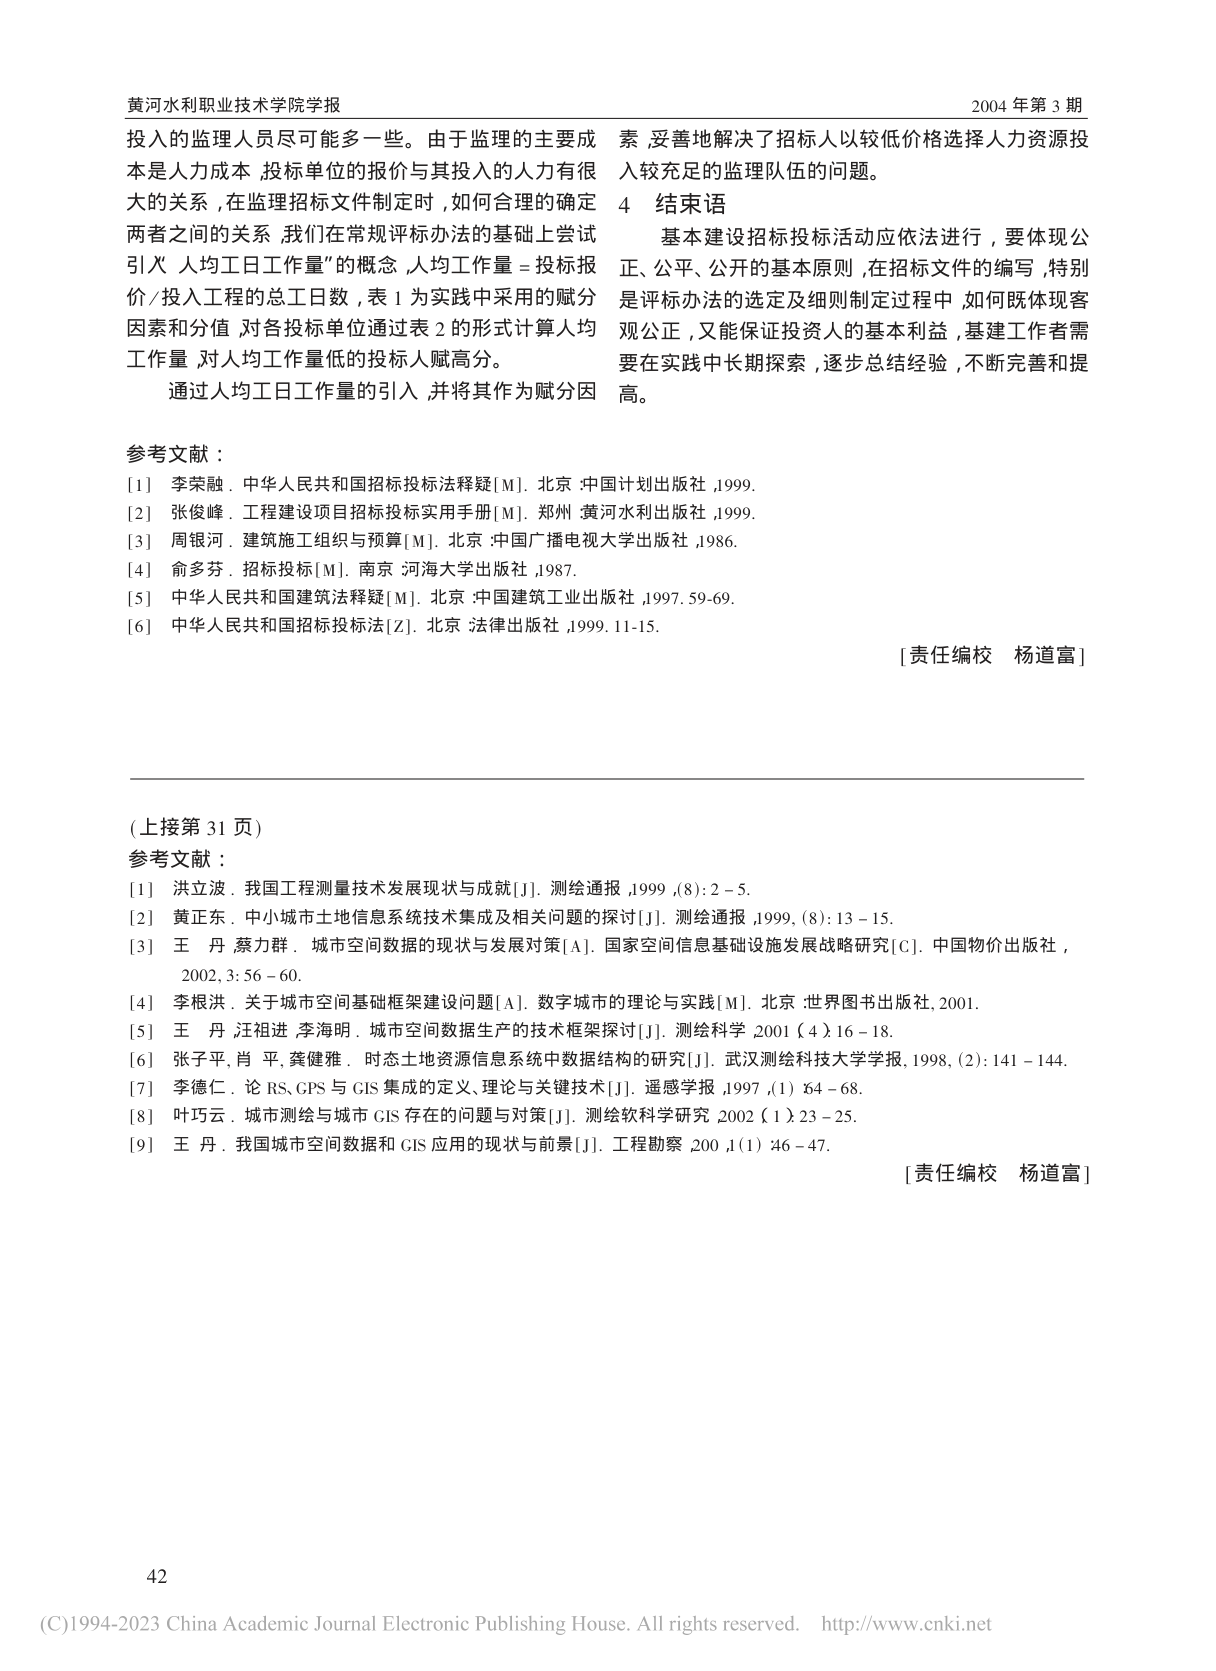 黄河水利职业技术学院学报 2004 年第 3 期
投入的监理人员尽可能多一些。由于监理的主要成
本是人力成本,投标单位的报价与其投入的人力有很
大的关系,在监理招标文件制定时,如何合理的确定
两者之间的关系,我们在常规评标办法的基础上尝试
引入“人均工日工作量”的概念,人均工作量 = 投标报
价/投入工程的总工日数,表 1 为实践中采用的赋分
因素和分值,对各投标单位通过表 2 的形式计算人均
工作量,对人均工作量低的投标人赋高分。
通过人均工日工作量的引入,并将其作为赋分因
素,妥善地解决了招标人以较低价格选择人力资源投
入较充足的监理队伍的问题。
4 结束语
基本建设招标投标活动应依法进行,要体现公
正、公平、公开的基本原则,在招标文件的编写,特别
是评标办法的选定及细则制定过程中,如何既体现客
观公正,又能保证投资人的基本利益,基建工作者需
要在实践中长期探索,逐步总结经验,不断完善和提
高。
参考文献:
[1] 李荣融. 中华人民共和国招标投标法释疑[M]. 北京:中国计划出版社,1999.
[2] 张俊峰. 工程建设项目招标投标实用手册[M]. 郑州:黄河水利出版社,1999.
[3] 周银河. 建筑施工组织与预算[M]. 北京:中国广播电视大学出版社,1986.
[4] 俞多芬. 招标投标[M]. 南京:河海大学出版社,1987.
[5] 中华人民共和国建筑法释疑[M]. 北京:中国建筑工业出版社,1997. 59-69.
[6] 中华人民共和国招标投标法[Z]. 北京:法律出版社,1999. 11-15.
[责任编校 杨道富]
(上接第 31 页)
参考文献:
[1] 洪立波. 我国工程测量技术发展现状与成就[J]. 测绘通报,1999,(8): 2 – 5.
[2] 黄正东. 中小城市土地信息系统技术集成及相关问题的探讨[J]. 测绘通报,1999, (8): 13 – 15.
[3] 王 丹,蔡力群. 城市空间数据的现状与发展对策[A]. 国家空间信息基础设施发展战略研究[C]. 中国物价出版社,
2002, 3: 56 – 60.
[4] 李根洪. 关于城市空间基础框架建设问题[A]. 数字城市的理论与实践[M]. 北京:世界图书出版社, 2001.
[5] 王 丹,汪祖进,李海明. 城市空间数据生产的技术框架探讨[J]. 测绘科学,2001(4):16 – 18.
[6] 张子平, 肖 平, 龚健雅. 时态土地资源信息系统中数据结构的研究[J]. 武汉测绘科技大学学报, 1998, (2): 141 – 144.
[7] 李德仁. 论 RS、GPS 与 GIS 集成的定义、理论与关键技术[J]. 遥感学报,1997,(1):64 – 68.
[8] 叶巧云. 城市测绘与城市 GIS 存在的问题与对策[J]. 测绘软科学研究,2002(1):23 – 25.
[9] 王 丹. 我国城市空间数据和 GIS 应用的现状与前景[J]. 工程勘察,200,1(1):46 – 47.
[责任编校 杨道富]
42
(C)1994-2023 China Academic Journal Electronic Publishing House. All rights reserved. http://www.cnki.net